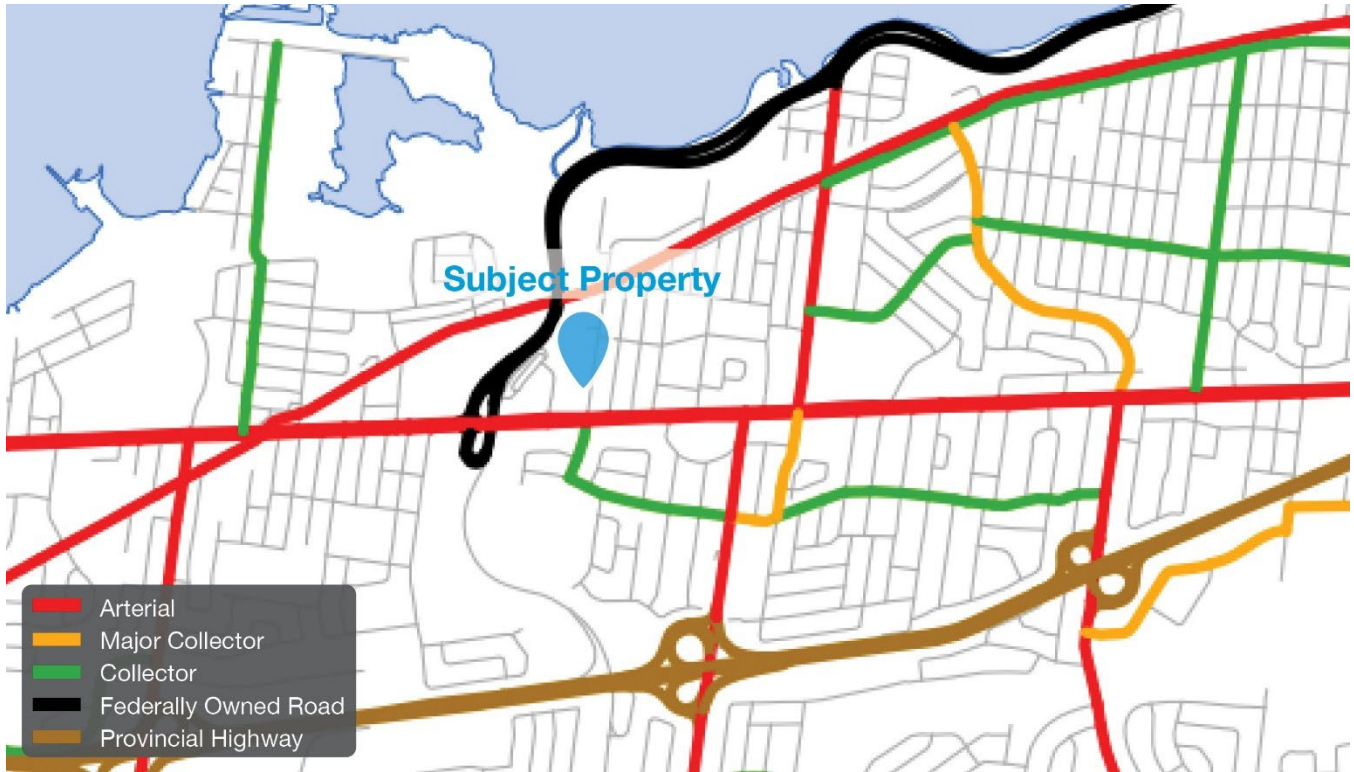 Subject Property
Arterial
Major Collector
Collector
Federally Owned Road
Provincial Highway